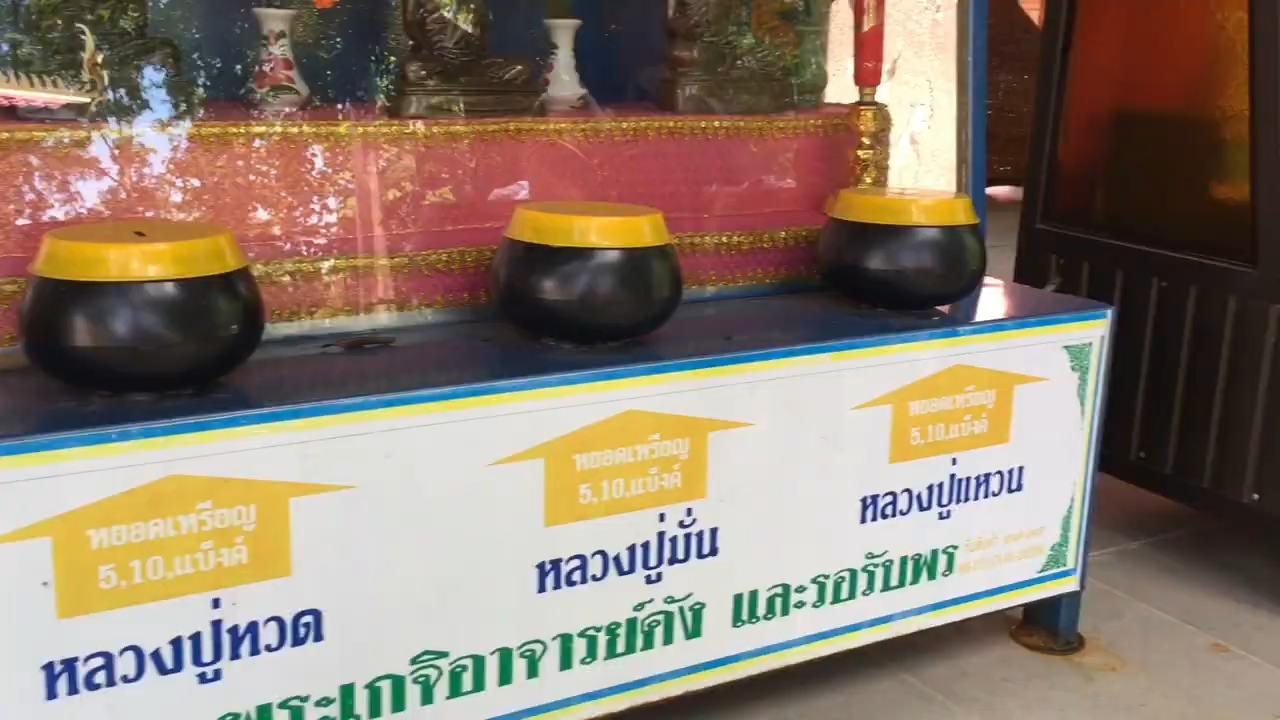 หยอดเหรียญ
5,10,แบ็งค์
หลวงปู่ทวด
หยอดเหรียญ
5,10,แบ็งค์
หลวงปู่มั่น
หยอดเหรียญ
5,10,แบ็งค์
หลวงปู่แหวน
พระเกจิอาจารย์ดัง และรอรับพร